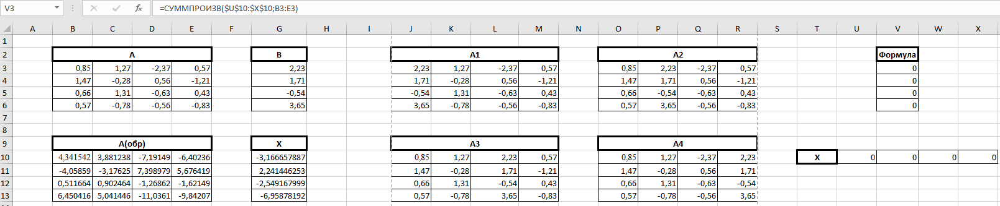 V3 fx =СУММПРОИЗВ($U$10:$X$10;B3:E3)
A B C D E F G H I J K L M N O P Q R S T U V W X
1
2 A B A1 A2 Формула
3 0,85 1,27 -2,37 0,57 2,23 2,23 1,27 -2,37 0,57 0,85 2,23 -2,37 0,57 0
4 1,47 -0,28 0,56 -1,21 1,71 1,71 -0,28 0,56 -1,21 1,47 1,71 0,56 -1,21 0
5 0,66 1,31 -0,63 0,43 -0,54 -0,54 1,31 -0,63 0,43 0,66 -0,54 -0,63 0,43 0
6 0,57 -0,78 -0,56 -0,83 3,65 3,65 -0,78 -0,56 -0,83 0,57 3,65 -0,56 -0,83 0
7
8
9 A(обр) X A3 A4
10 4,341542 3,881238 -7,19149 -6,40236 -3,166657887 0,85 1,27 2,23 0,57 0,85 1,27 -2,37 2,23 X 0 0 0 0
11 -4,05859 -3,17625 7,398979 5,676419 2,241446253 1,47 -0,28 1,71 -1,21 1,47 -0,28 0,56 1,71
12 0,511664 0,902464 -1,26862 -1,62149 -2,549167999 0,66 1,31 -0,54 0,43 0,66 1,31 -0,63 -0,54
13 6,450416 5,041446 -11,0361 -9,84207 -6,95878192 0,57 -0,78 3,65 -0,83 0,57 -0,78 -0,56 3,65